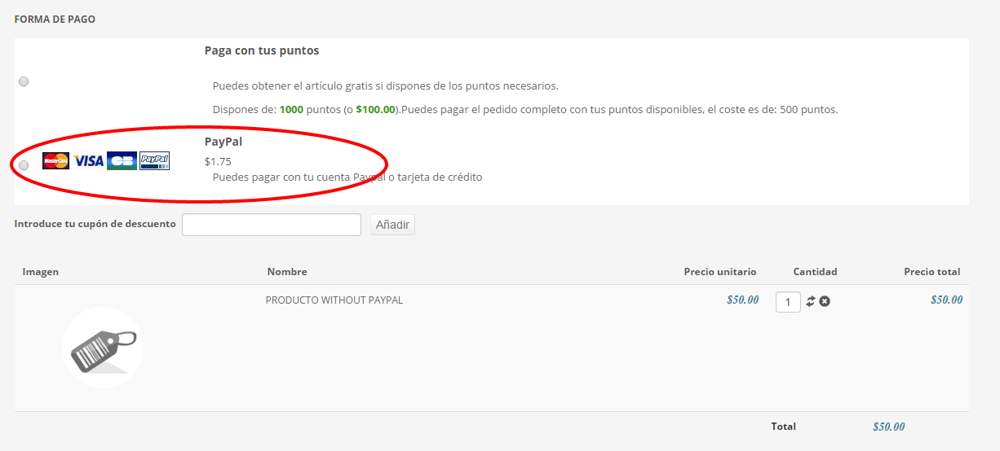 FORMA DE PAGO
Paga con tus puntos
Puedes obtener el artículo gratis si dispones de los puntos necesarios.
Dispones de: 1000 puntos (o $100.00).Puedes pagar el pedido completo con tus puntos disponibles, el coste es de: 500 puntos.
PayPal
MasterCard VISA CB PayPal
$1.75
Puedes pagar con tu cuenta Paypal o tarjeta de crédito
Introduce tu cupón de descuento Añadir
Imagen Nombre Precio unitario Cantidad Precio total
PRODUCTO WITHOUT PAYPAL $50.00 1 $50.00
Total $50.00